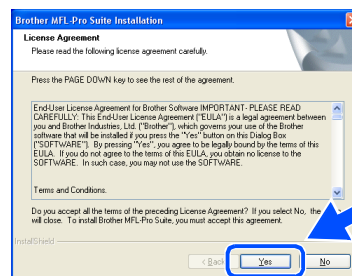 Brother MFL-Pro Suite Installation
License Agreement
Please read the following license agreement carefully.
Press the PAGE DOWN key to see the rest of the agreement.
End-User License Agreement for Brother Software IMPORTANT- PLEASE READ
CAREFULLY: This End-User License Agreement ("EULA") is a legal agreement between
you and Brother Industries, Ltd. ("Brother"), which governs your use of the Brother
software that will be installed if you press the "Yes" button on this Dialog Box
("SOFTWARE"). By pressing "Yes", you agree to be legally bound by the terms of this
EULA. If you do not agree to the terms of this EULA, you obtain no license to the
SOFTWARE. In such case, you may not use the SOFTWARE.
Terms and Conditions.
Do you accept all the terms of the preceding License Agreement? If you select No, the
will close. To install Brother MFL-Pro Suite, you must accept this agreement.
InstallShield
< Back
Yes
No